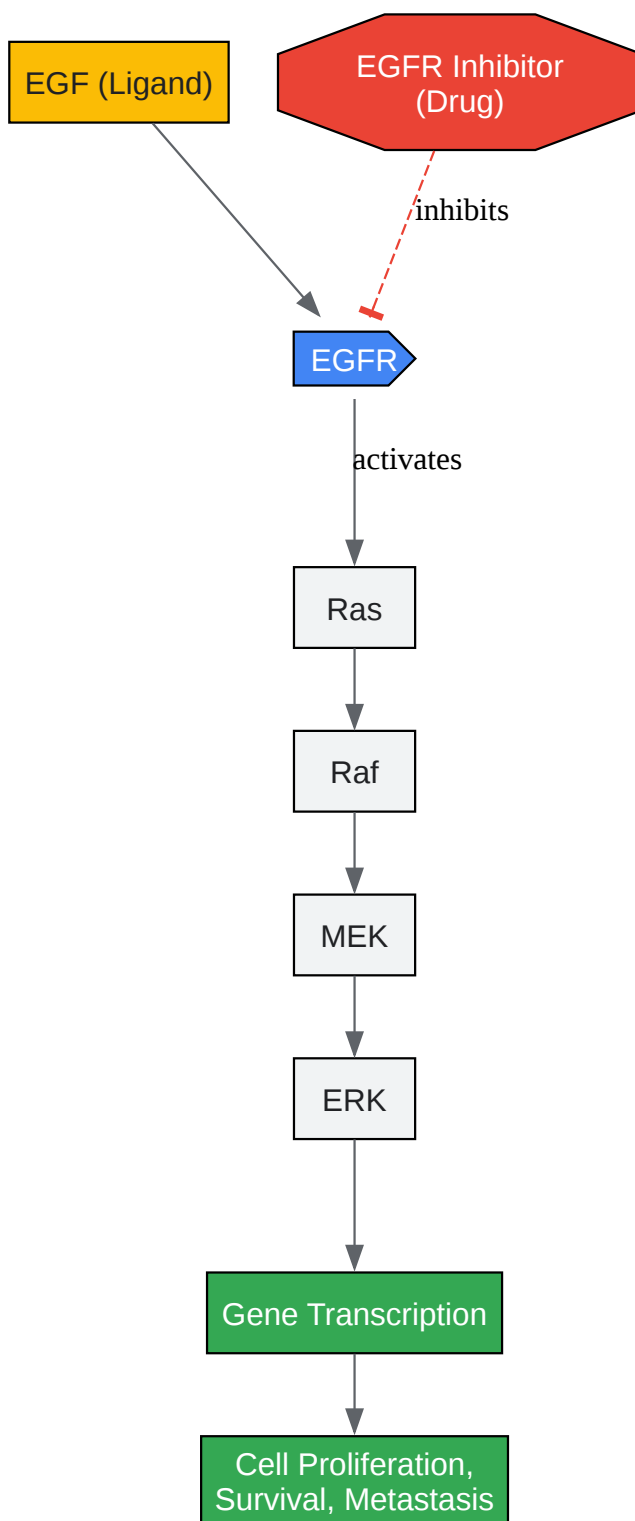 EGF (Ligand)
EGFR Inhibitor
(Drug)
inhibits
EGFR
activates
Ras
Raf
MEK
ERK
Gene Transcription
Cell Proliferation,
Survival, Metastasis